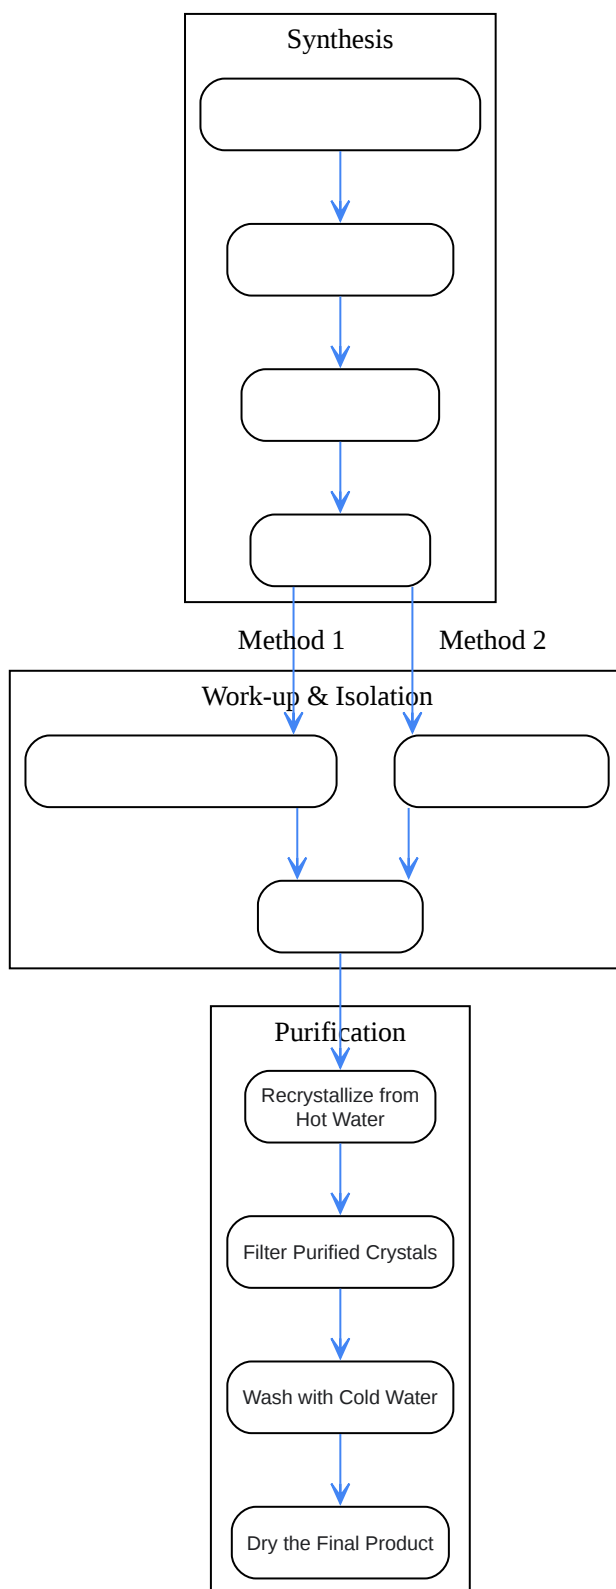 Synthesis
Method 1
Method 2
Work-up & Isolation
Purification
Recrystallize from
Hot Water
Filter Purified Crystals
Wash with Cold Water
Dry the Final Product